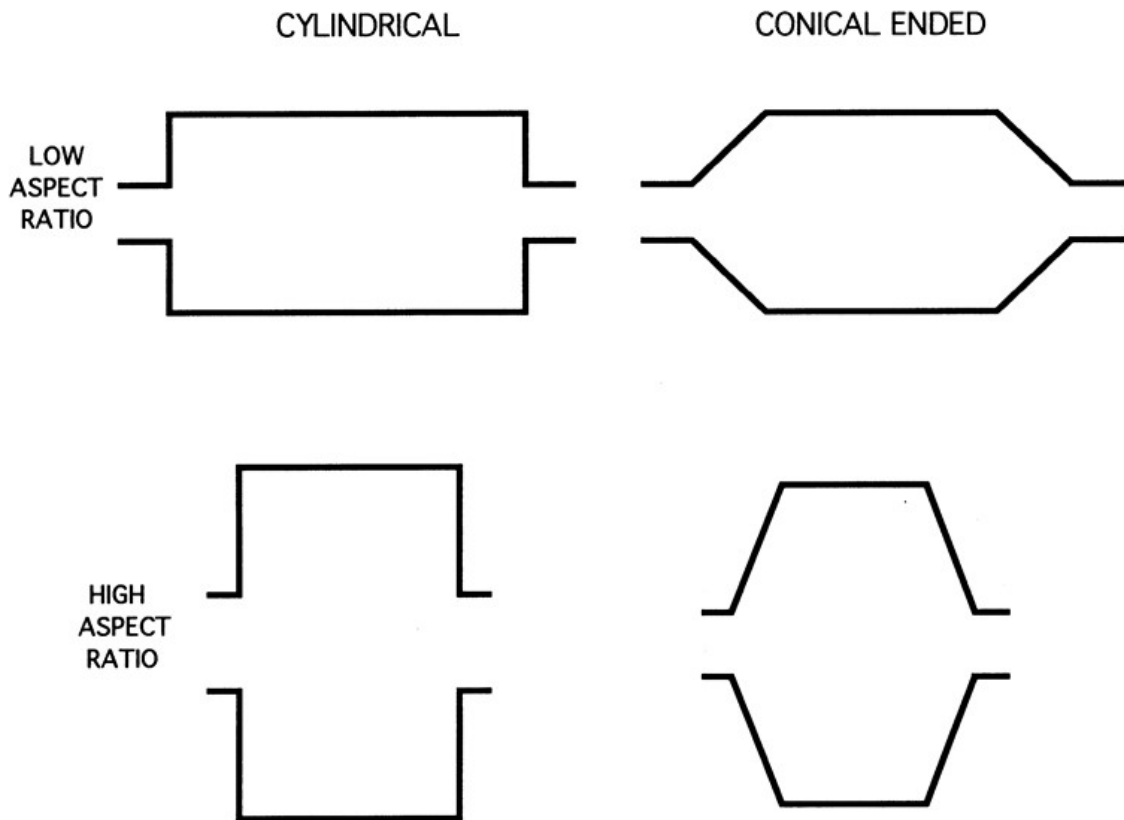 CYLINDRICAL
CONICAL ENDED
LOW
ASPECT
RATIO
HIGH
ASPECT
RATIO